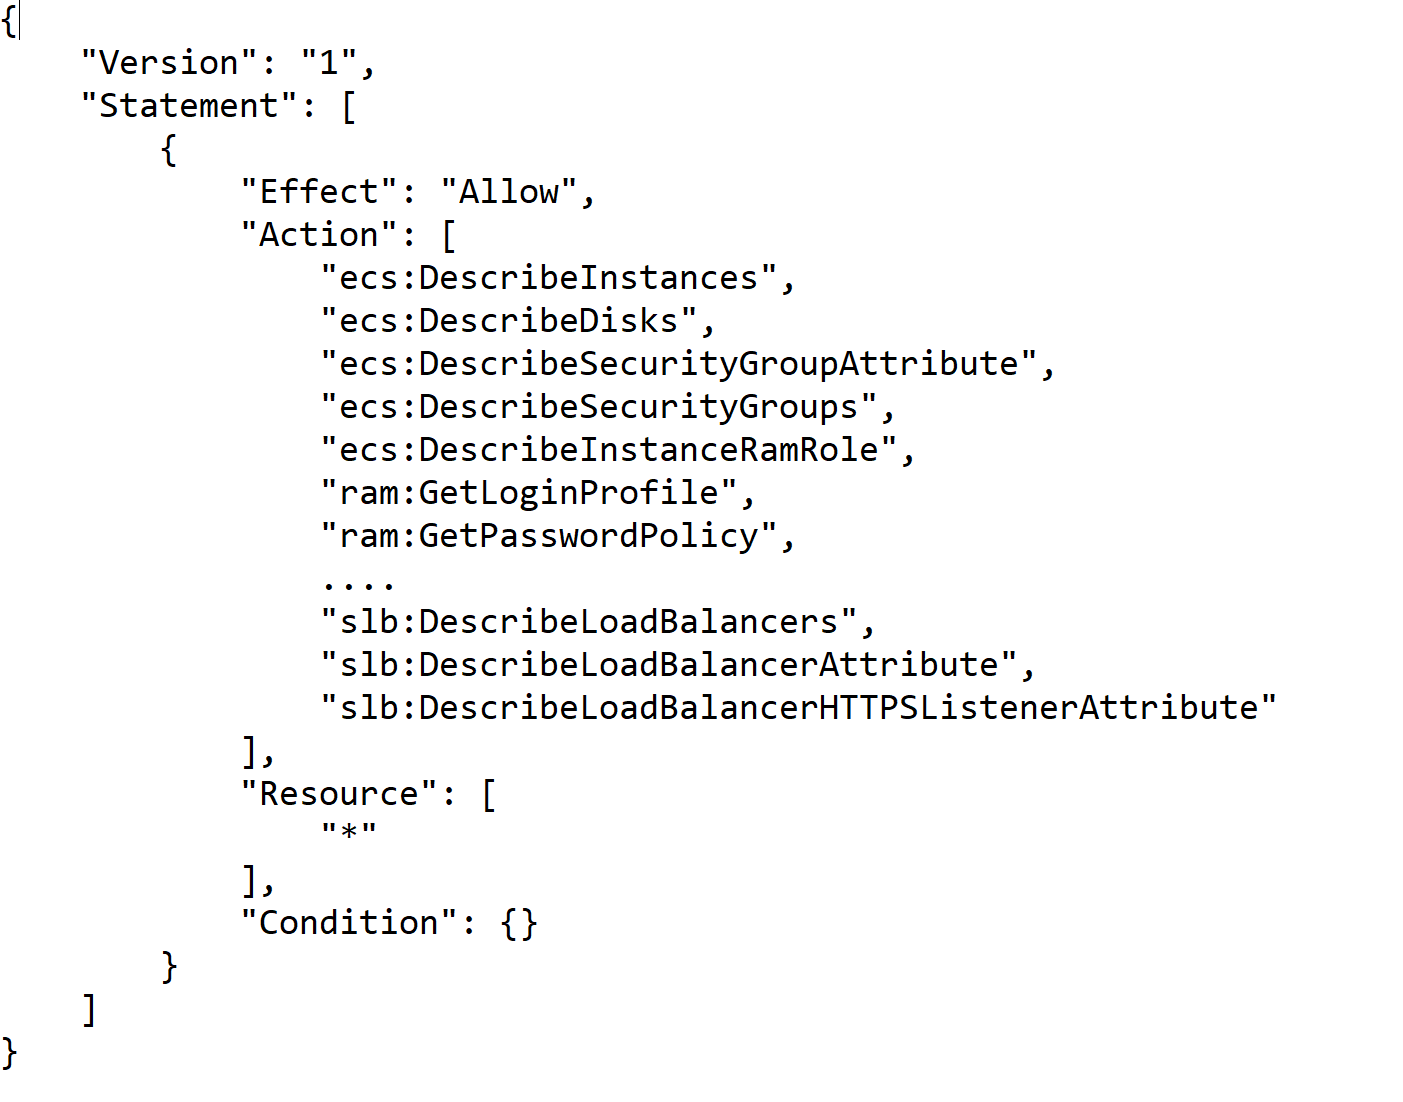 {
"Version": "1",
"Statement": [
{
"Effect": "Allow",
"Action": [
"ecs:DescribeInstances",
"ecs:DescribeDisks",
"ecs:DescribeSecurityGroupAttribute",
"ecs:DescribeSecurityGroups",
"ecs:DescribeInstanceRamRole",
"ram:GetLoginProfile",
"ram:GetPasswordPolicy",
....
"slb:DescribeLoadBalancers",
"slb:DescribeLoadBalancerAttribute",
"slb:DescribeLoadBalancerHTTPSListenerAttribute"
],
"Resource": [
"*"
],
"Condition": {}
}
]
}